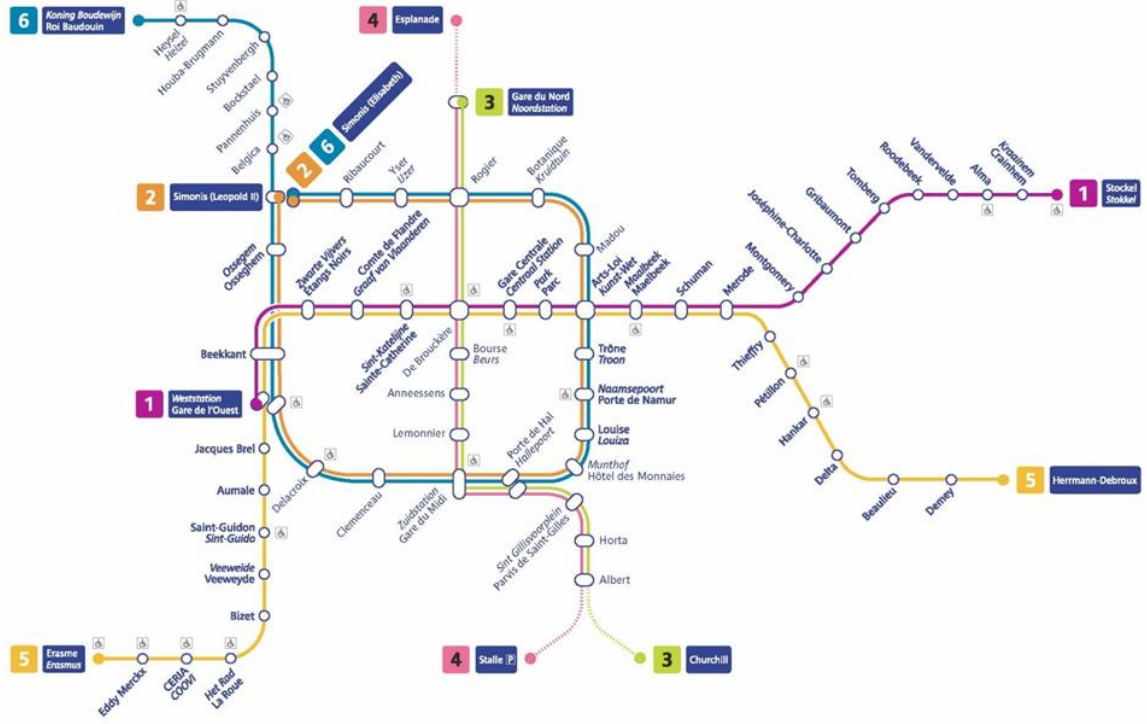 6
Koning Boudewijn
Roi Baudouin
Heysel
Heizel
Houba-Brugmann
Stuyvenbergh
Bockstael
Pannenhuis
Belgica
4
Esplanade
3
Gare du Nord
Noordstation
2
6
Simonis (Elisabeth)
2
Simonis (Leopold II)
Ribaucourt
Yser
IJzer
Rogier
Botanique
Kruidtuin
Madou
Ossegem
Osseghem
Zwarte Vijvers
Etangs Noirs
Comte de Flandre
Graaf van Vlaanderen
Sint-Katelijne
Sainte-Catherine
De Brouckère
Gare Centrale
Centraal Station
Park
Parc
Arts-Loi
Kunst-Wet
Maalbeek
Maelbeek
Schuman
Merode
Montgomery
Joséphine-Charlotte
Gribaumont
Tomberg
Roodebeek
Vandervelde
Alma
Kraainem
Crainhem
1
Stockel
Stokkel
Beekkant
1
Weststation
Gare de l'Ouest
Bourse
Beurs
Anneessens
Lemonnier
Trône
Troon
Naamsepoort
Porte de Namur
Louise
Louiza
Munthof
Hôtel des Monnaies
Porte de Hal
Hallepoort
Thieffry
Pétillon
Hankar
Delta
Beaulieu
Demey
5
Herrmann-Debroux
Jacques Brel
Aumale
Saint-Guidon
Sint-Guido
Veeweide
Veeweyde
Bizet
Delacroix
Clemenceau
Zuidstation
Gare du Midi
Sint Gillisvoorplein
Parvis de Saint-Gilles
Horta
Albert
5
Erasme
Erasmus
Eddy Merckx
CERIA
COOVI
Het Rad
La Roue
4
Stalle P
3
Churchill